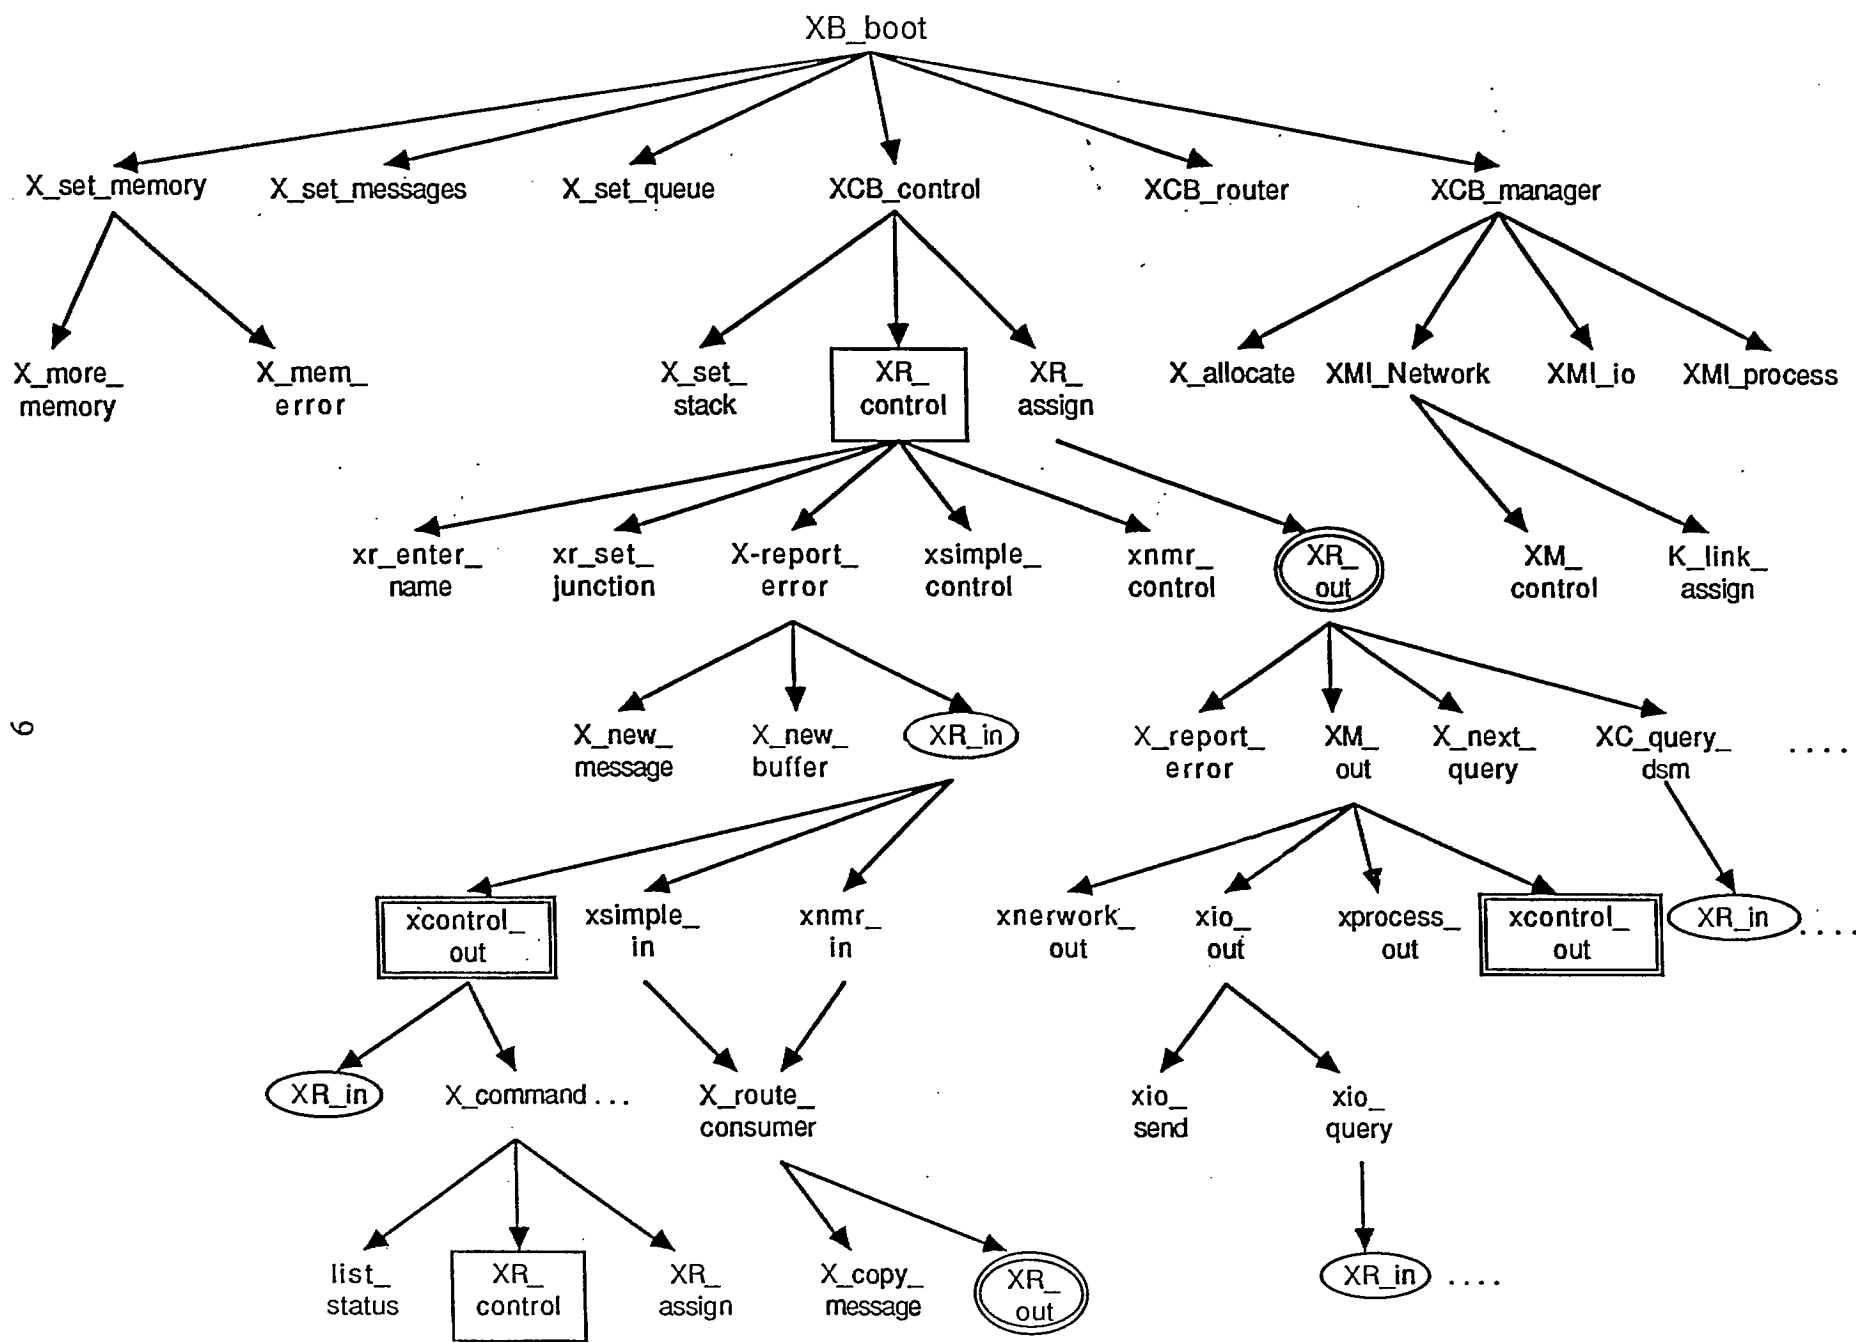 XB_boot
X_set_memory X_set_messages X_set_queue XCB_control XCB_router XCB_manager
X_more_ X_mem_ X_set_ XR_ XR_ X_allocate XMI_Network XMI_io XMI_process
memory error stack control assign
xr_enter_ xr_set_ X-report_ xsimple_ xnmr_ XR_ XM_ K_link_
name junction error control control out control assign
6
X_new_ X_new_ XR_in X_report_ XM_ X_next_ XC_query_ ....
message buffer error out query dsm
xcontrol_ xsimple_ xnmr_ xnerwork_ xio_ xprocess_ xcontrol_ XR_in ....
out in in out out out out
XR_in X_command ... X_route_ xio_ xio_
consumer send query
list_ XR_ XR_ X_copy_ XR_ XR_in ....
status control assign message out